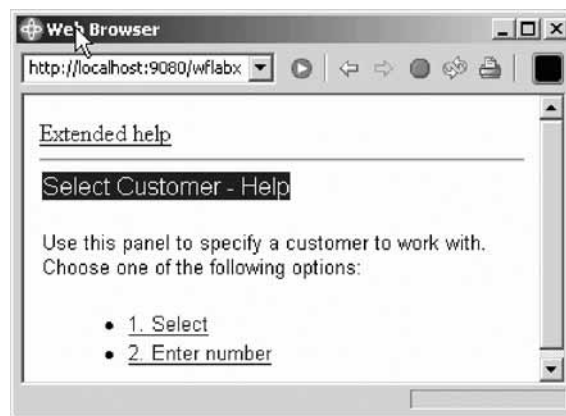 Web Browser
http://localhost:9080/wflabx
Extended help
Select Customer - Help
Use this panel to specify a customer to work with.
Choose one of the following options:
• 1. Select
• 2. Enter number